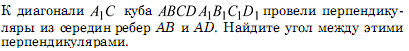 К диагонали A₁C куба ABCDA₁B₁C₁D₁ провели перпендику-
ляры из середин ребер AB и AD. Найдите угол между этими
перпендикулярами.